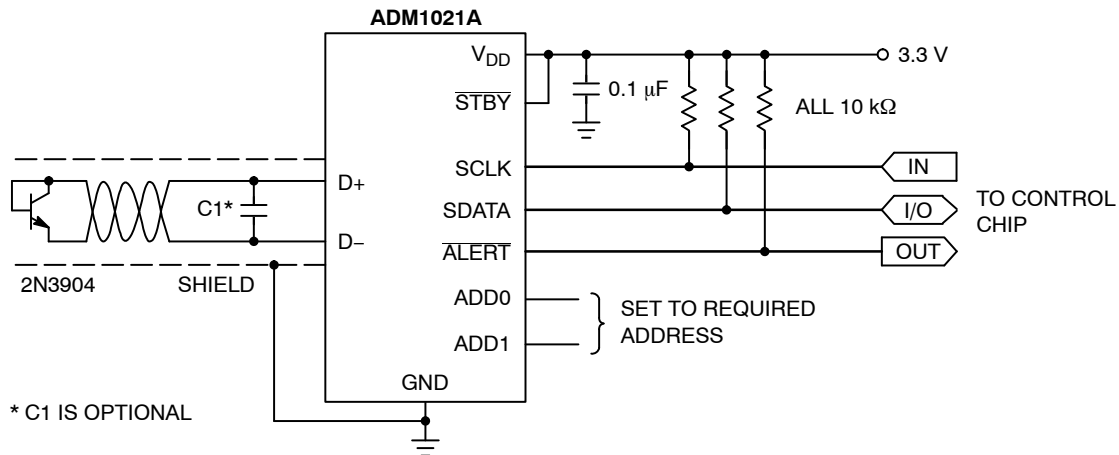 ADM1021A
VDD
STBY
SCLK
SDATA
ALERT
ADD0
ADD1
GND
D+
D−
0.1 μF
3.3 V
ALL 10 kΩ
IN
I/O
OUT
TO CONTROL
CHIP
SET TO REQUIRED
ADDRESS
C1*
2N3904
SHIELD
* C1 IS OPTIONAL